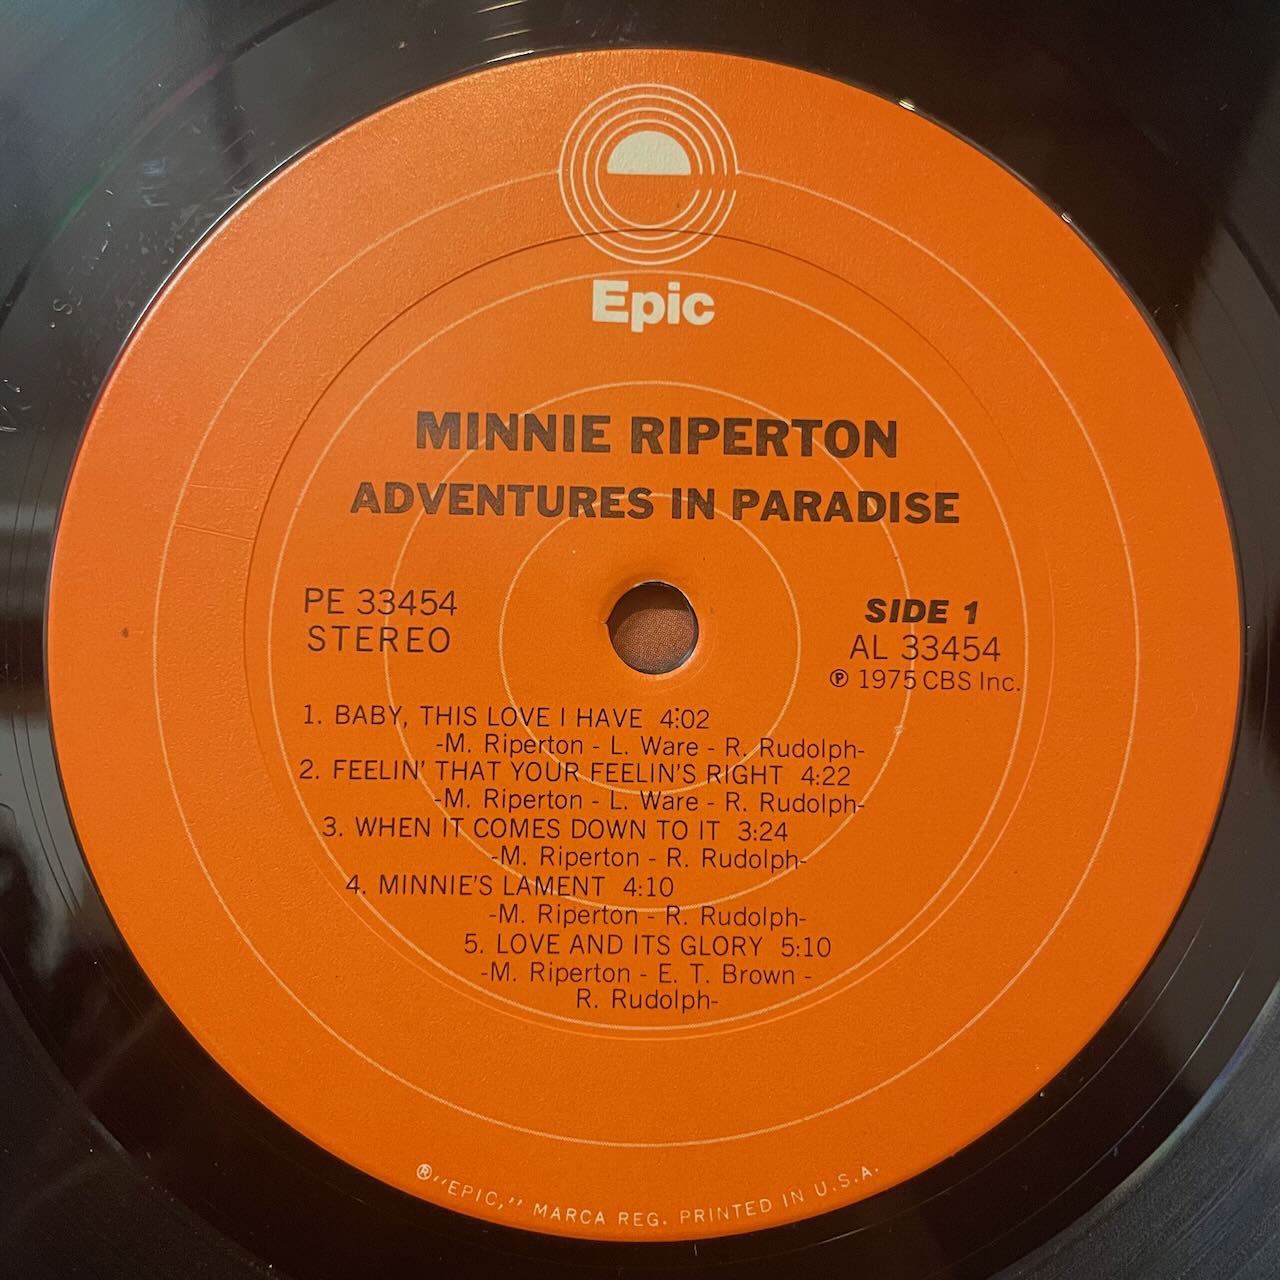 Epic
MINNIE RIPERTON
ADVENTURES IN PARADISE
PE 33454
STEREO
SIDE 1
AL 33454
℗ 1975 CBS Inc.
1. BABY, THIS LOVE I HAVE 4:02
-M. Riperton - L. Ware - R. Rudolph-
2. FEELIN' THAT YOUR FEELIN'S RIGHT 4:22
-M. Riperton - L. Ware - R. Rudolph-
3. WHEN IT COMES DOWN TO IT 3:24
-M. Riperton - R. Rudolph-
4. MINNIE'S LAMENT 4:10
-M. Riperton - R. Rudolph-
5. LOVE AND ITS GLORY 5:10
-M. Riperton - E. T. Brown -
R. Rudolph-
®"EPIC," MARCA REG. PRINTED IN U.S.A.